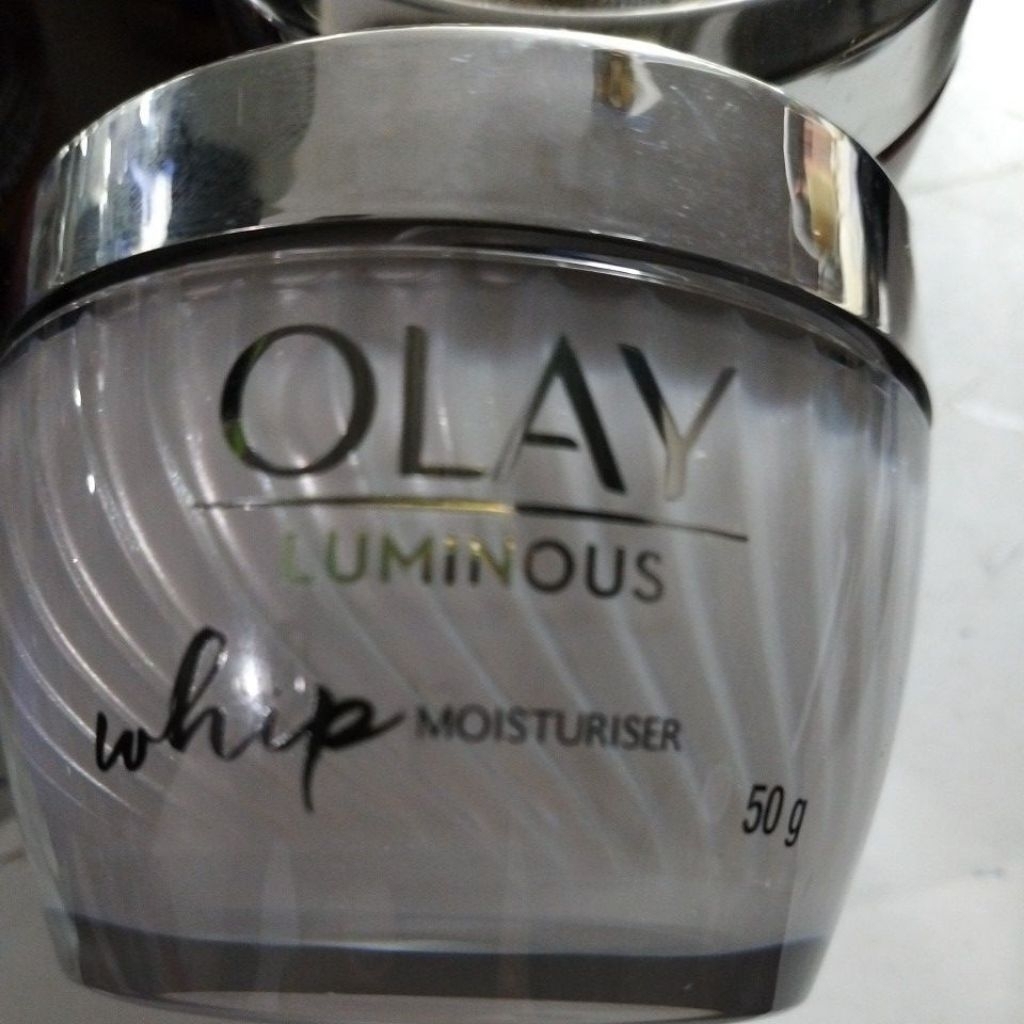 OLAY
LUMINOUS
whip MOISTURISER
50 g